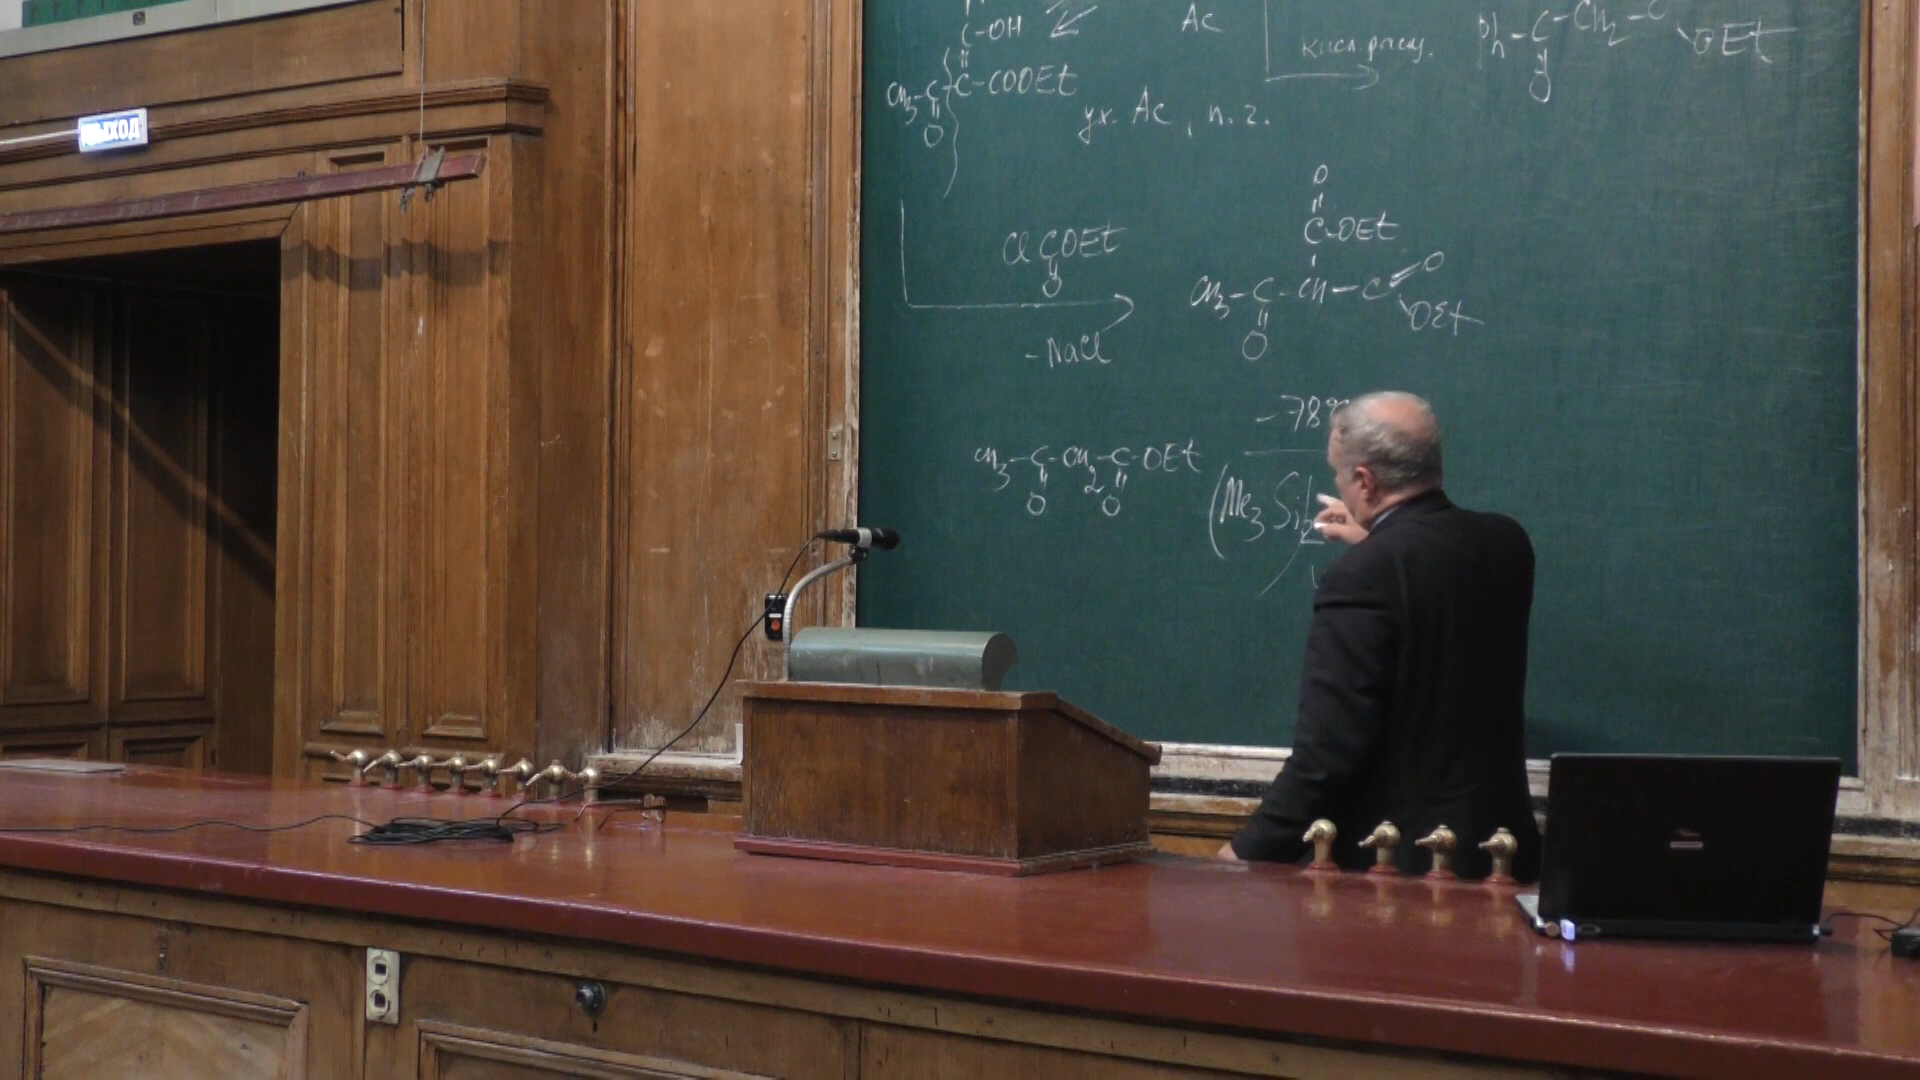 ВЫХОД
C-OH
Ac
кисл. расщ.
Ph-C-CH2-C
OEt
CH3-C-C-COOEt
O
ух. Ac, п. г.
O
ClCOEt
O
C-OEt
CH3-C-CH-C
O
OEt
O
-NaCl
-78°
CH3-C-CH2-C-OEt
O O
(Me3Si)2